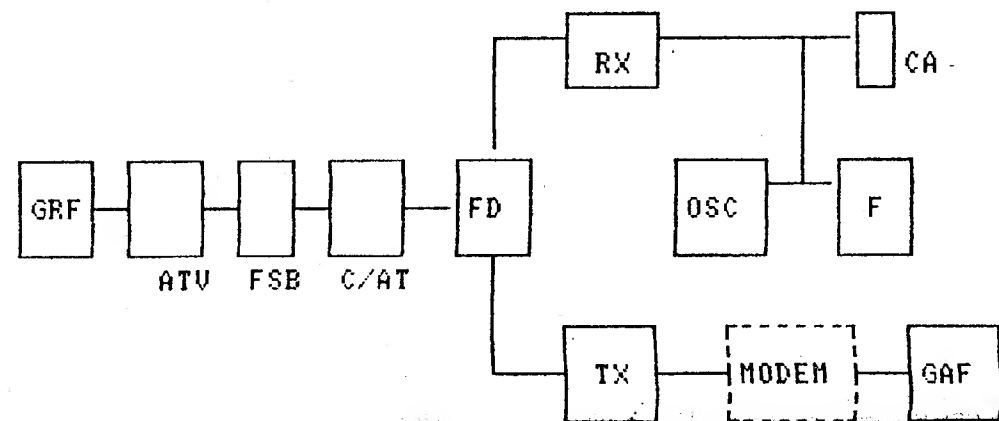 RX
CA
GRF
FD
OSC
F
ATV
FSB
C/AT
TX
MODEM
GAF